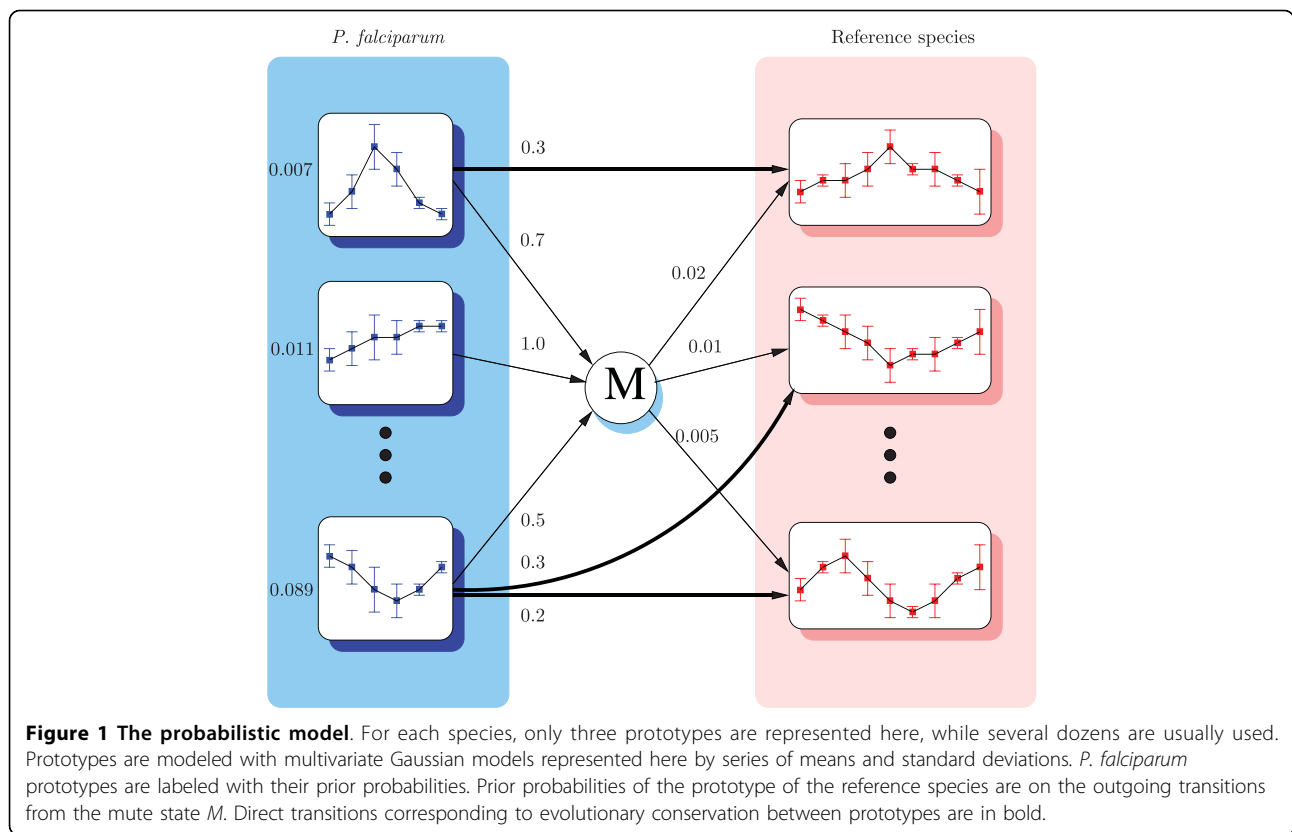 P. falciparum
Reference species
0.007
0.3
0.7
0.02
0.011
1.0
0.01
M
0.005
0.5
0.3
0.089
0.2
Figure 1 The probabilistic model. For each species, only three prototypes are represented here, while several dozens are usually used.
Prototypes are modeled with multivariate Gaussian models represented here by series of means and standard deviations. P. falciparum
prototypes are labeled with their prior probabilities. Prior probabilities of the prototype of the reference species are on the outgoing transitions
from the mute state M. Direct transitions corresponding to evolutionary conservation between prototypes are in bold.